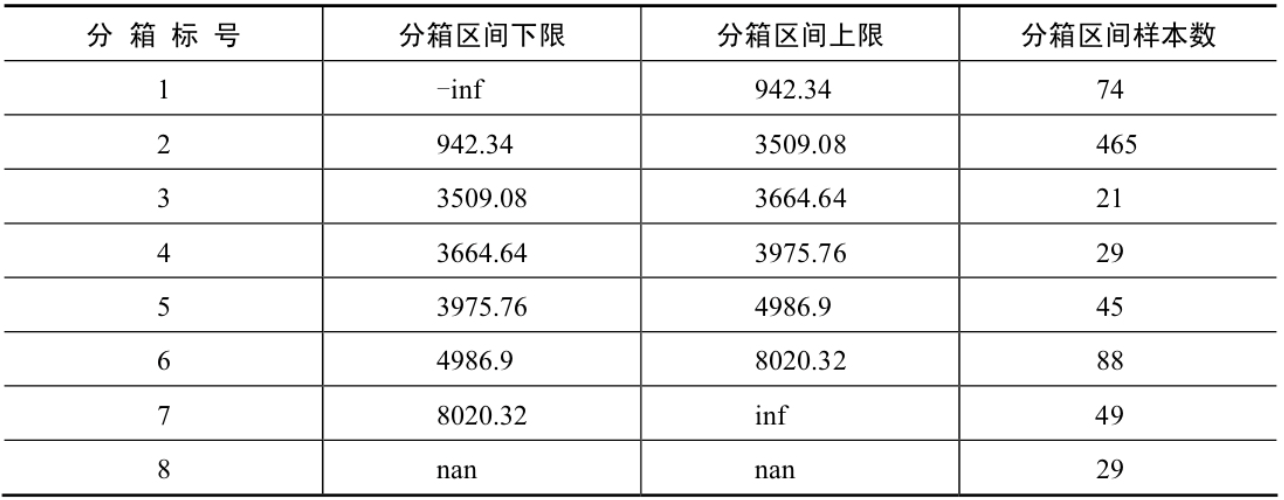 分 箱 标 号 分箱区间下限 分箱区间上限 分箱区间样本数
1 −inf 942.34 74
2 942.34 3509.08 465
3 3509.08 3664.64 21
4 3664.64 3975.76 29
5 3975.76 4986.9 45
6 4986.9 8020.32 88
7 8020.32 inf 49
8 nan nan 29